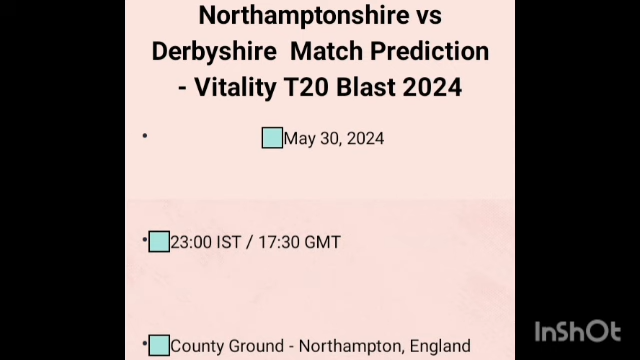 Northamptonshire vs
Derbyshire Match Prediction
- Vitality T20 Blast 2024
• May 30, 2024
• 23:00 IST / 17:30 GMT
• County Ground - Northampton, England
InShOt